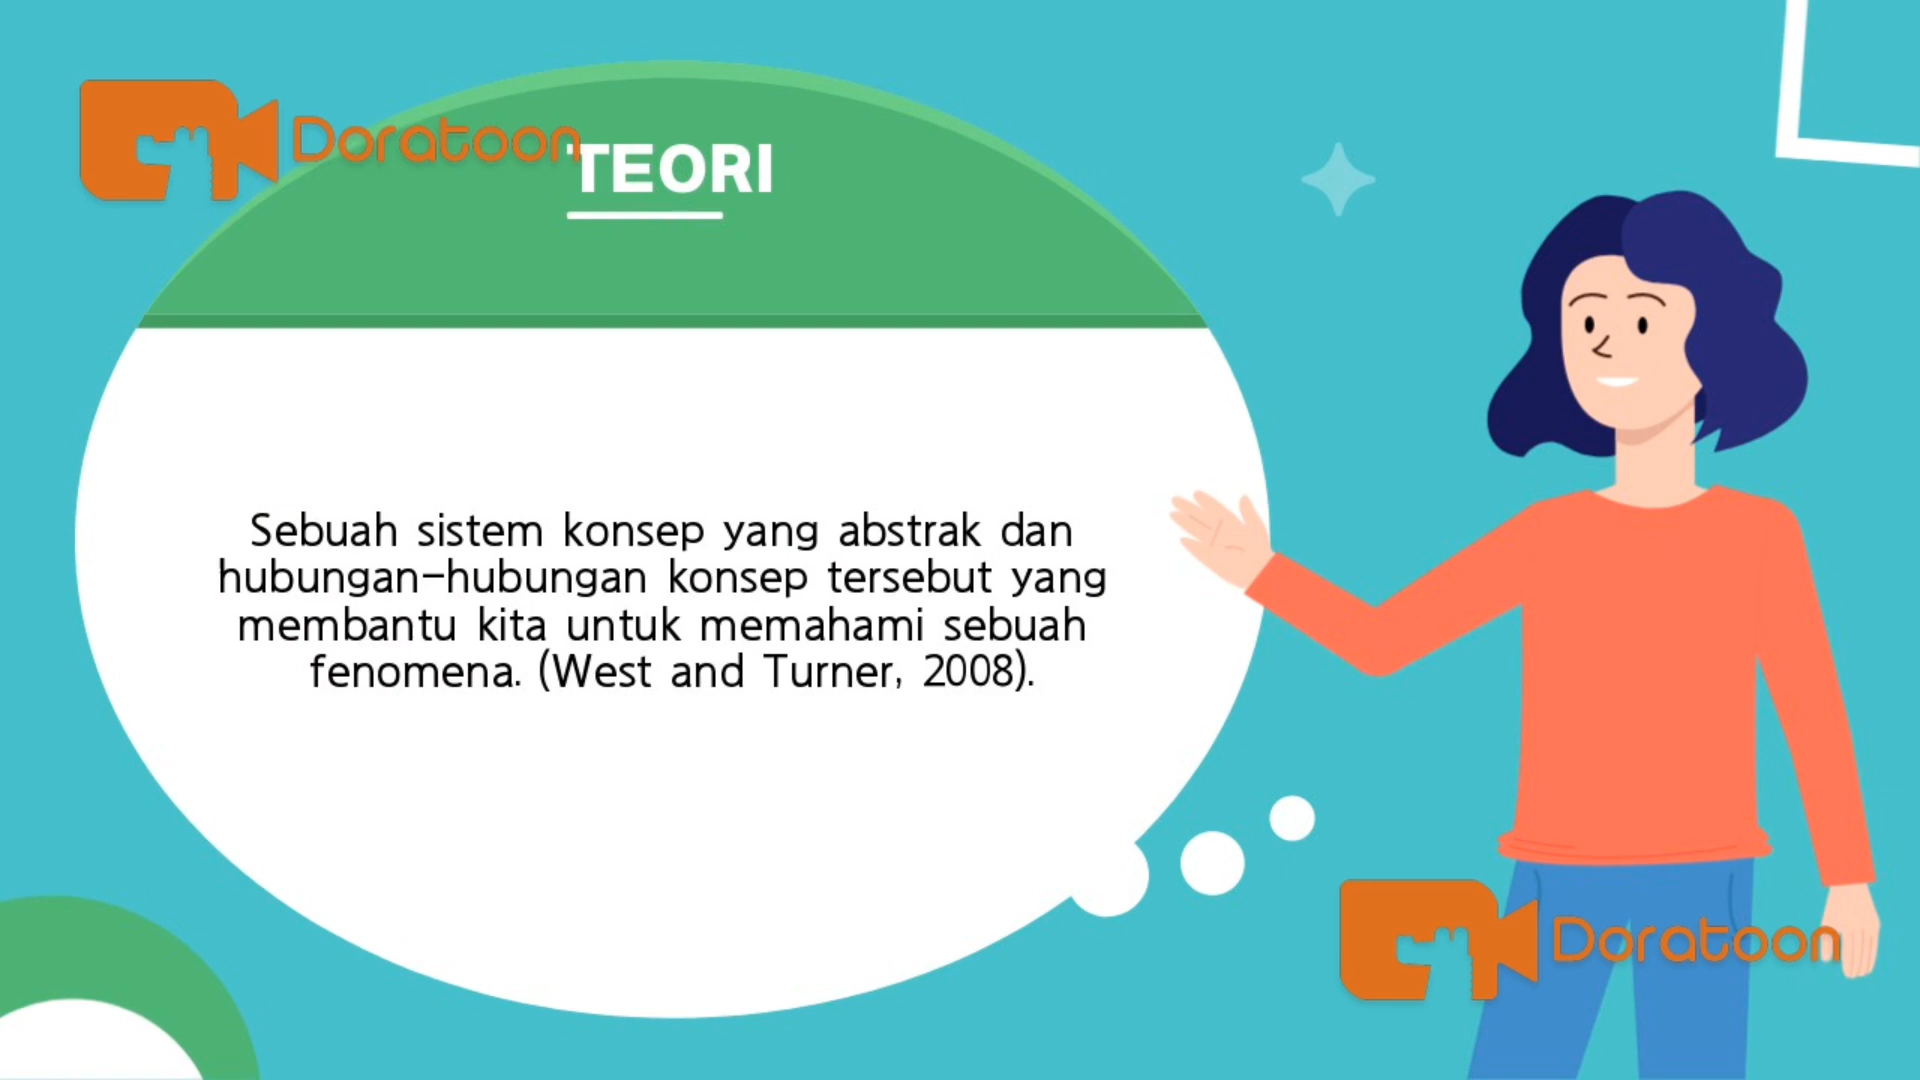 Doratoon
TEORI
Sebuah sistem konsep yang abstrak dan
hubungan-hubungan konsep tersebut yang
membantu kita untuk memahami sebuah
fenomena. (West and Turner, 2008).
Doratoon